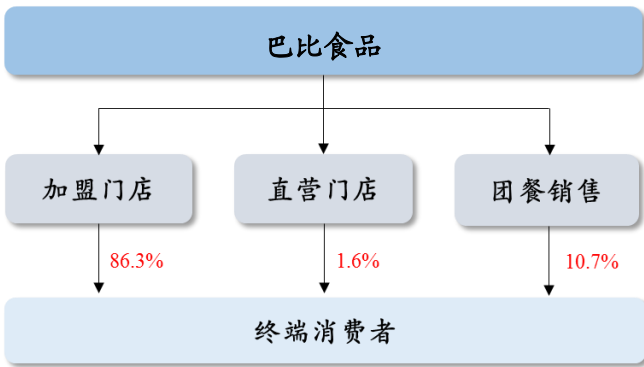 巴比食品
加盟门店
直营门店
团餐销售
86.3%
1.6%
10.7%
终端消费者